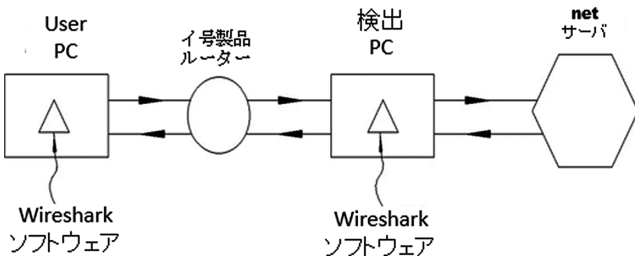 User
PC
イ号製品
ルーター
検出
PC
net
サーバ
Wireshark
ソフトウェア
Wireshark
ソフトウェア